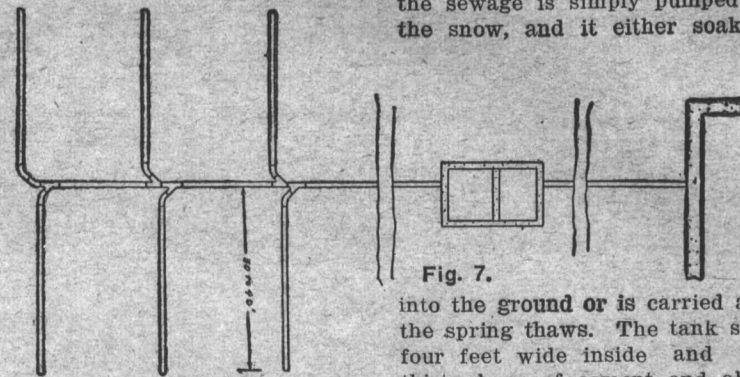 the sewage is simply pumped
the snow, and it either soak
Fig. 7.
into the ground or is carried a
the spring thaws. The tank s
four feet wide inside and